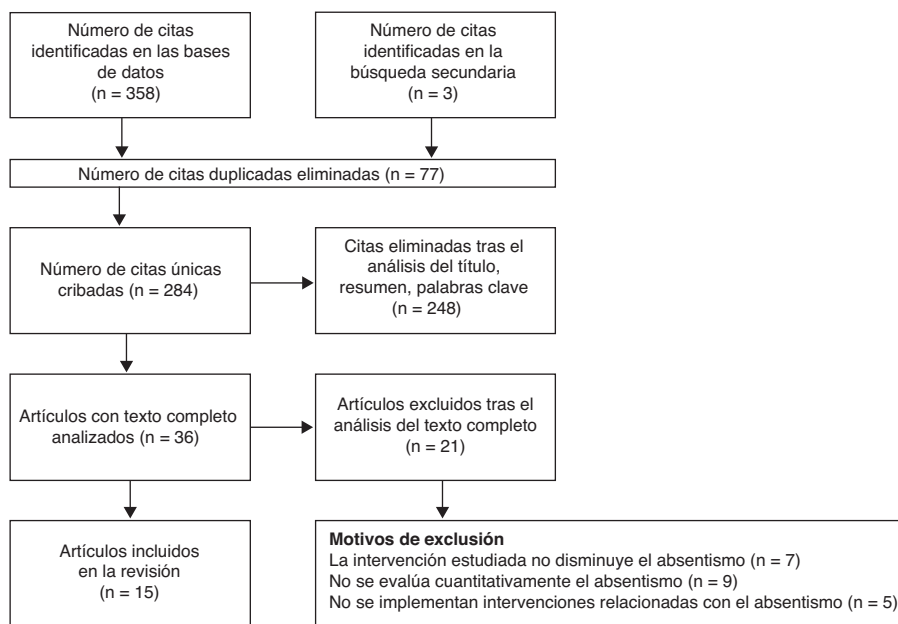 Número de citas
identificadas en las bases
de datos
(n = 358)
Número de citas
identificadas en la
búsqueda secundaria
(n = 3)
Número de citas duplicadas eliminadas (n = 77)
Número de citas únicas
cribadas (n = 284)
Citas eliminadas tras el
análisis del título,
resumen, palabras clave
(n = 248)
Artículos con texto completo
analizados (n = 36)
Artículos excluidos tras el
análisis del texto completo
(n = 21)
Artículos incluidos
en la revisión
(n = 15)
Motivos de exclusión
La intervención estudiada no disminuye el absentismo (n = 7)
No se evalúa cuantitativamente el absentismo (n = 9)
No se implementan intervenciones relacionadas con el absentismo (n = 5)